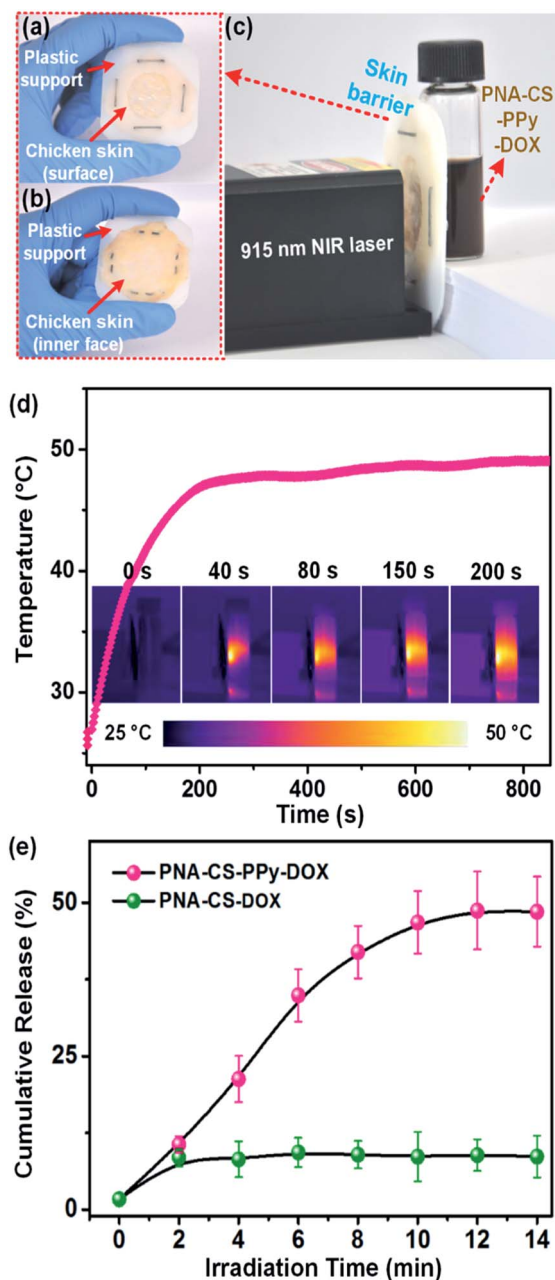 (a)
Plastic
support
Chicken skin
(surface)
(b)
Plastic
support
Chicken skin
(inner face)
(c)
Skin
barrier
PNA-CS
-PPy
-DOX
915 nm NIR laser
(d)
Temperature (°C)
50
40
30
0 s 40 s 80 s 150 s 200 s
25 °C 50 °C
0 200 400 600 800
Time (s)
(e)
PNA-CS-PPy-DOX
PNA-CS-DOX
Cumulative Release (%)
50
25
0
0 2 4 6 8 10 12 14
Irradiation Time (min)